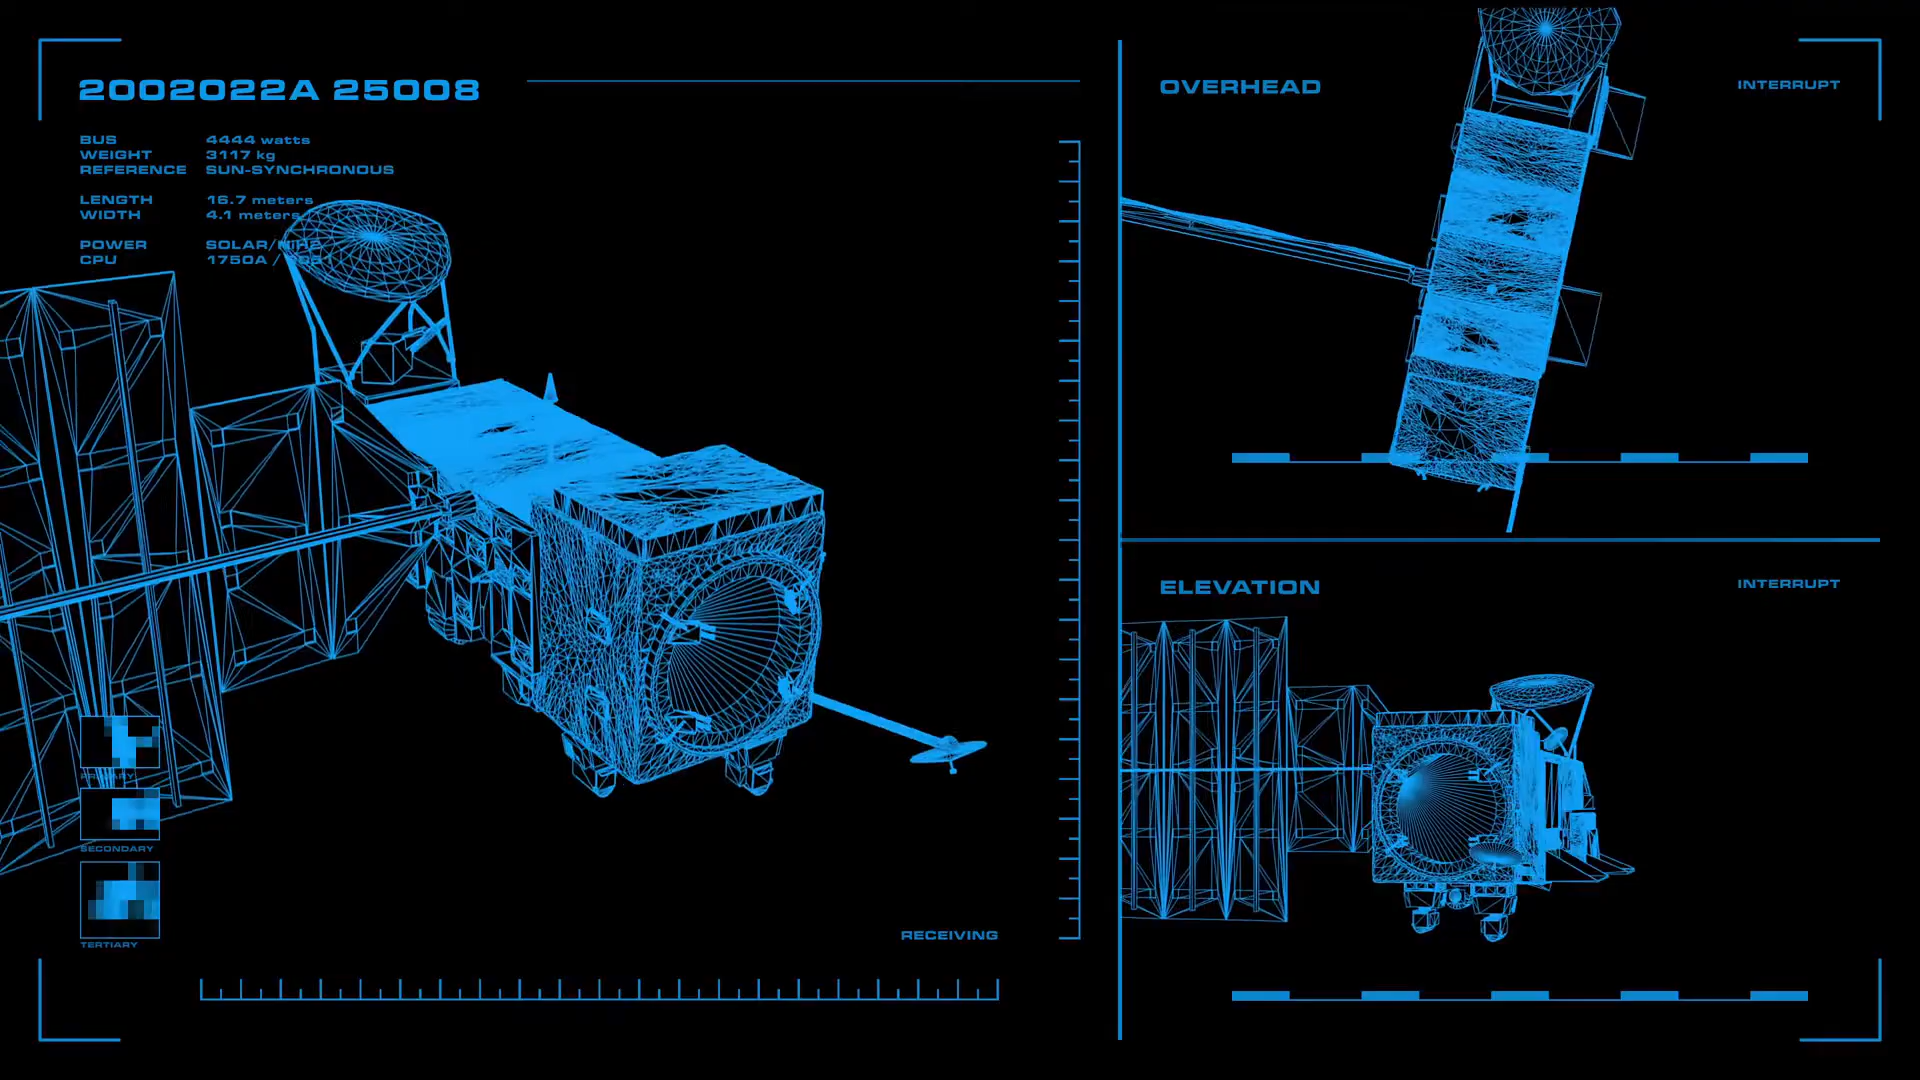 2002022A 25008
BUS 4444 watts
WEIGHT 3117 kg
REFERENCE SUN-SYNCHRONOUS
LENGTH 16.7 meters
WIDTH 4.1 meters
POWER SOLAR/
CPU 1750A /
PRIMARY
SECONDARY
TERTIARY
RECEIVING
OVERHEAD
INTERRUPT
ELEVATION
INTERRUPT